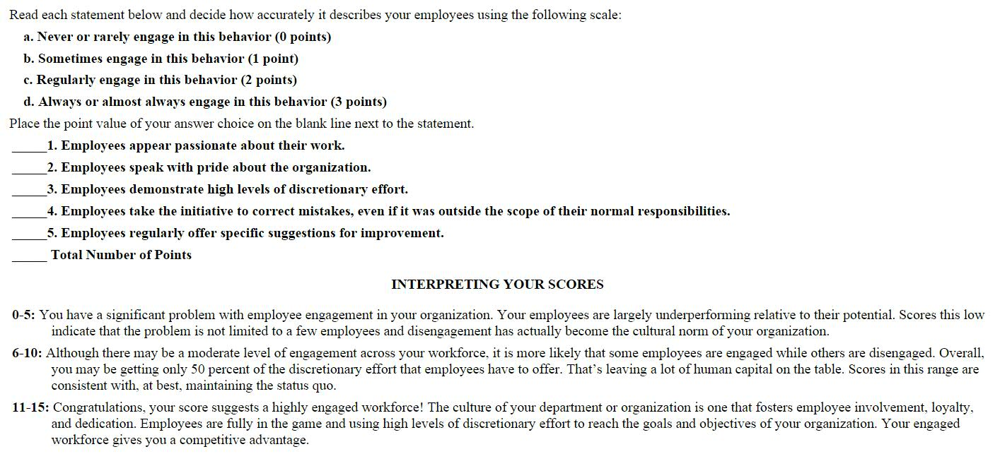 Read each statement below and decide how accurately it describes your employees using the following scale:
a. Never or rarely engage in this behavior (0 points)
b. Sometimes engage in this behavior (1 point)
c. Regularly engage in this behavior (2 points)
d. Always or almost always engage in this behavior (3 points)
Place the point value of your answer choice on the blank line next to the statement.
_____1. Employees appear passionate about their work.
_____2. Employees speak with pride about the organization.
_____3. Employees demonstrate high levels of discretionary effort.
_____4. Employees take the initiative to correct mistakes, even if it was outside the scope of their normal responsibilities.
_____5. Employees regularly offer specific suggestions for improvement.
_____ Total Number of Points
INTERPRETING YOUR SCORES
0-5: You have a significant problem with employee engagement in your organization. Your employees are largely underperforming relative to their potential. Scores this low
indicate that the problem is not limited to a few employees and disengagement has actually become the cultural norm of your organization.
6-10: Although there may be a moderate level of engagement across your workforce, it is more likely that some employees are engaged while others are disengaged. Overall,
you may be getting only 50 percent of the discretionary effort that employees have to offer. That’s leaving a lot of human capital on the table. Scores in this range are
consistent with, at best, maintaining the status quo.
11-15: Congratulations, your score suggests a highly engaged workforce! The culture of your department or organization is one that fosters employee involvement, loyalty,
and dedication. Employees are fully in the game and using high levels of discretionary effort to reach the goals and objectives of your organization. Your engaged
workforce gives you a competitive advantage.